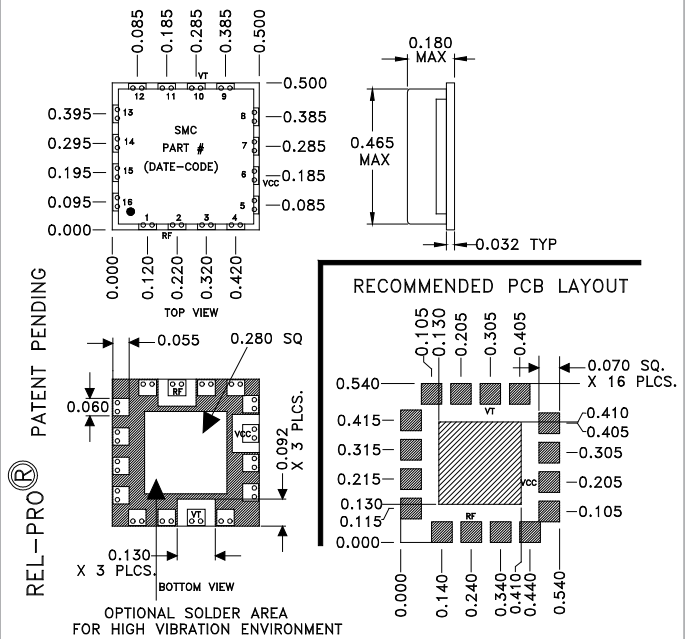 0.085
0.185
0.285
0.385
0.500
VT
12
11
10
9
0.500
0.395
13
8
0.385
SMC
PART #
(DATE-CODE)
0.295
14
7
0.285
0.195
15
6
0.185
VCC
0.095
16
5
0.085
0.000
1
2
3
4
RF
0.000
0.120
0.220
0.320
0.420
TOP VIEW
0.180
MAX
0.465
MAX
0.032 TYP
REL-PRO® PATENT PENDING
0.055
0.280 SQ
0.060
RF
VCC
VT
0.092
X 3 PLCS.
0.130
X 3 PLCS.
BOTTOM VIEW
OPTIONAL SOLDER AREA
FOR HIGH VIBRATION ENVIRONMENT
RECOMMENDED PCB LAYOUT
0.105
0.130
0.205
0.305
0.405
0.070 SQ.
X 16 PLCS.
0.540
VT
0.415
0.410
0.405
0.315
0.305
0.215
VCC
0.205
0.130
0.115
0.105
RF
0.000
0.000
0.140
0.240
0.340
0.410
0.440
0.540